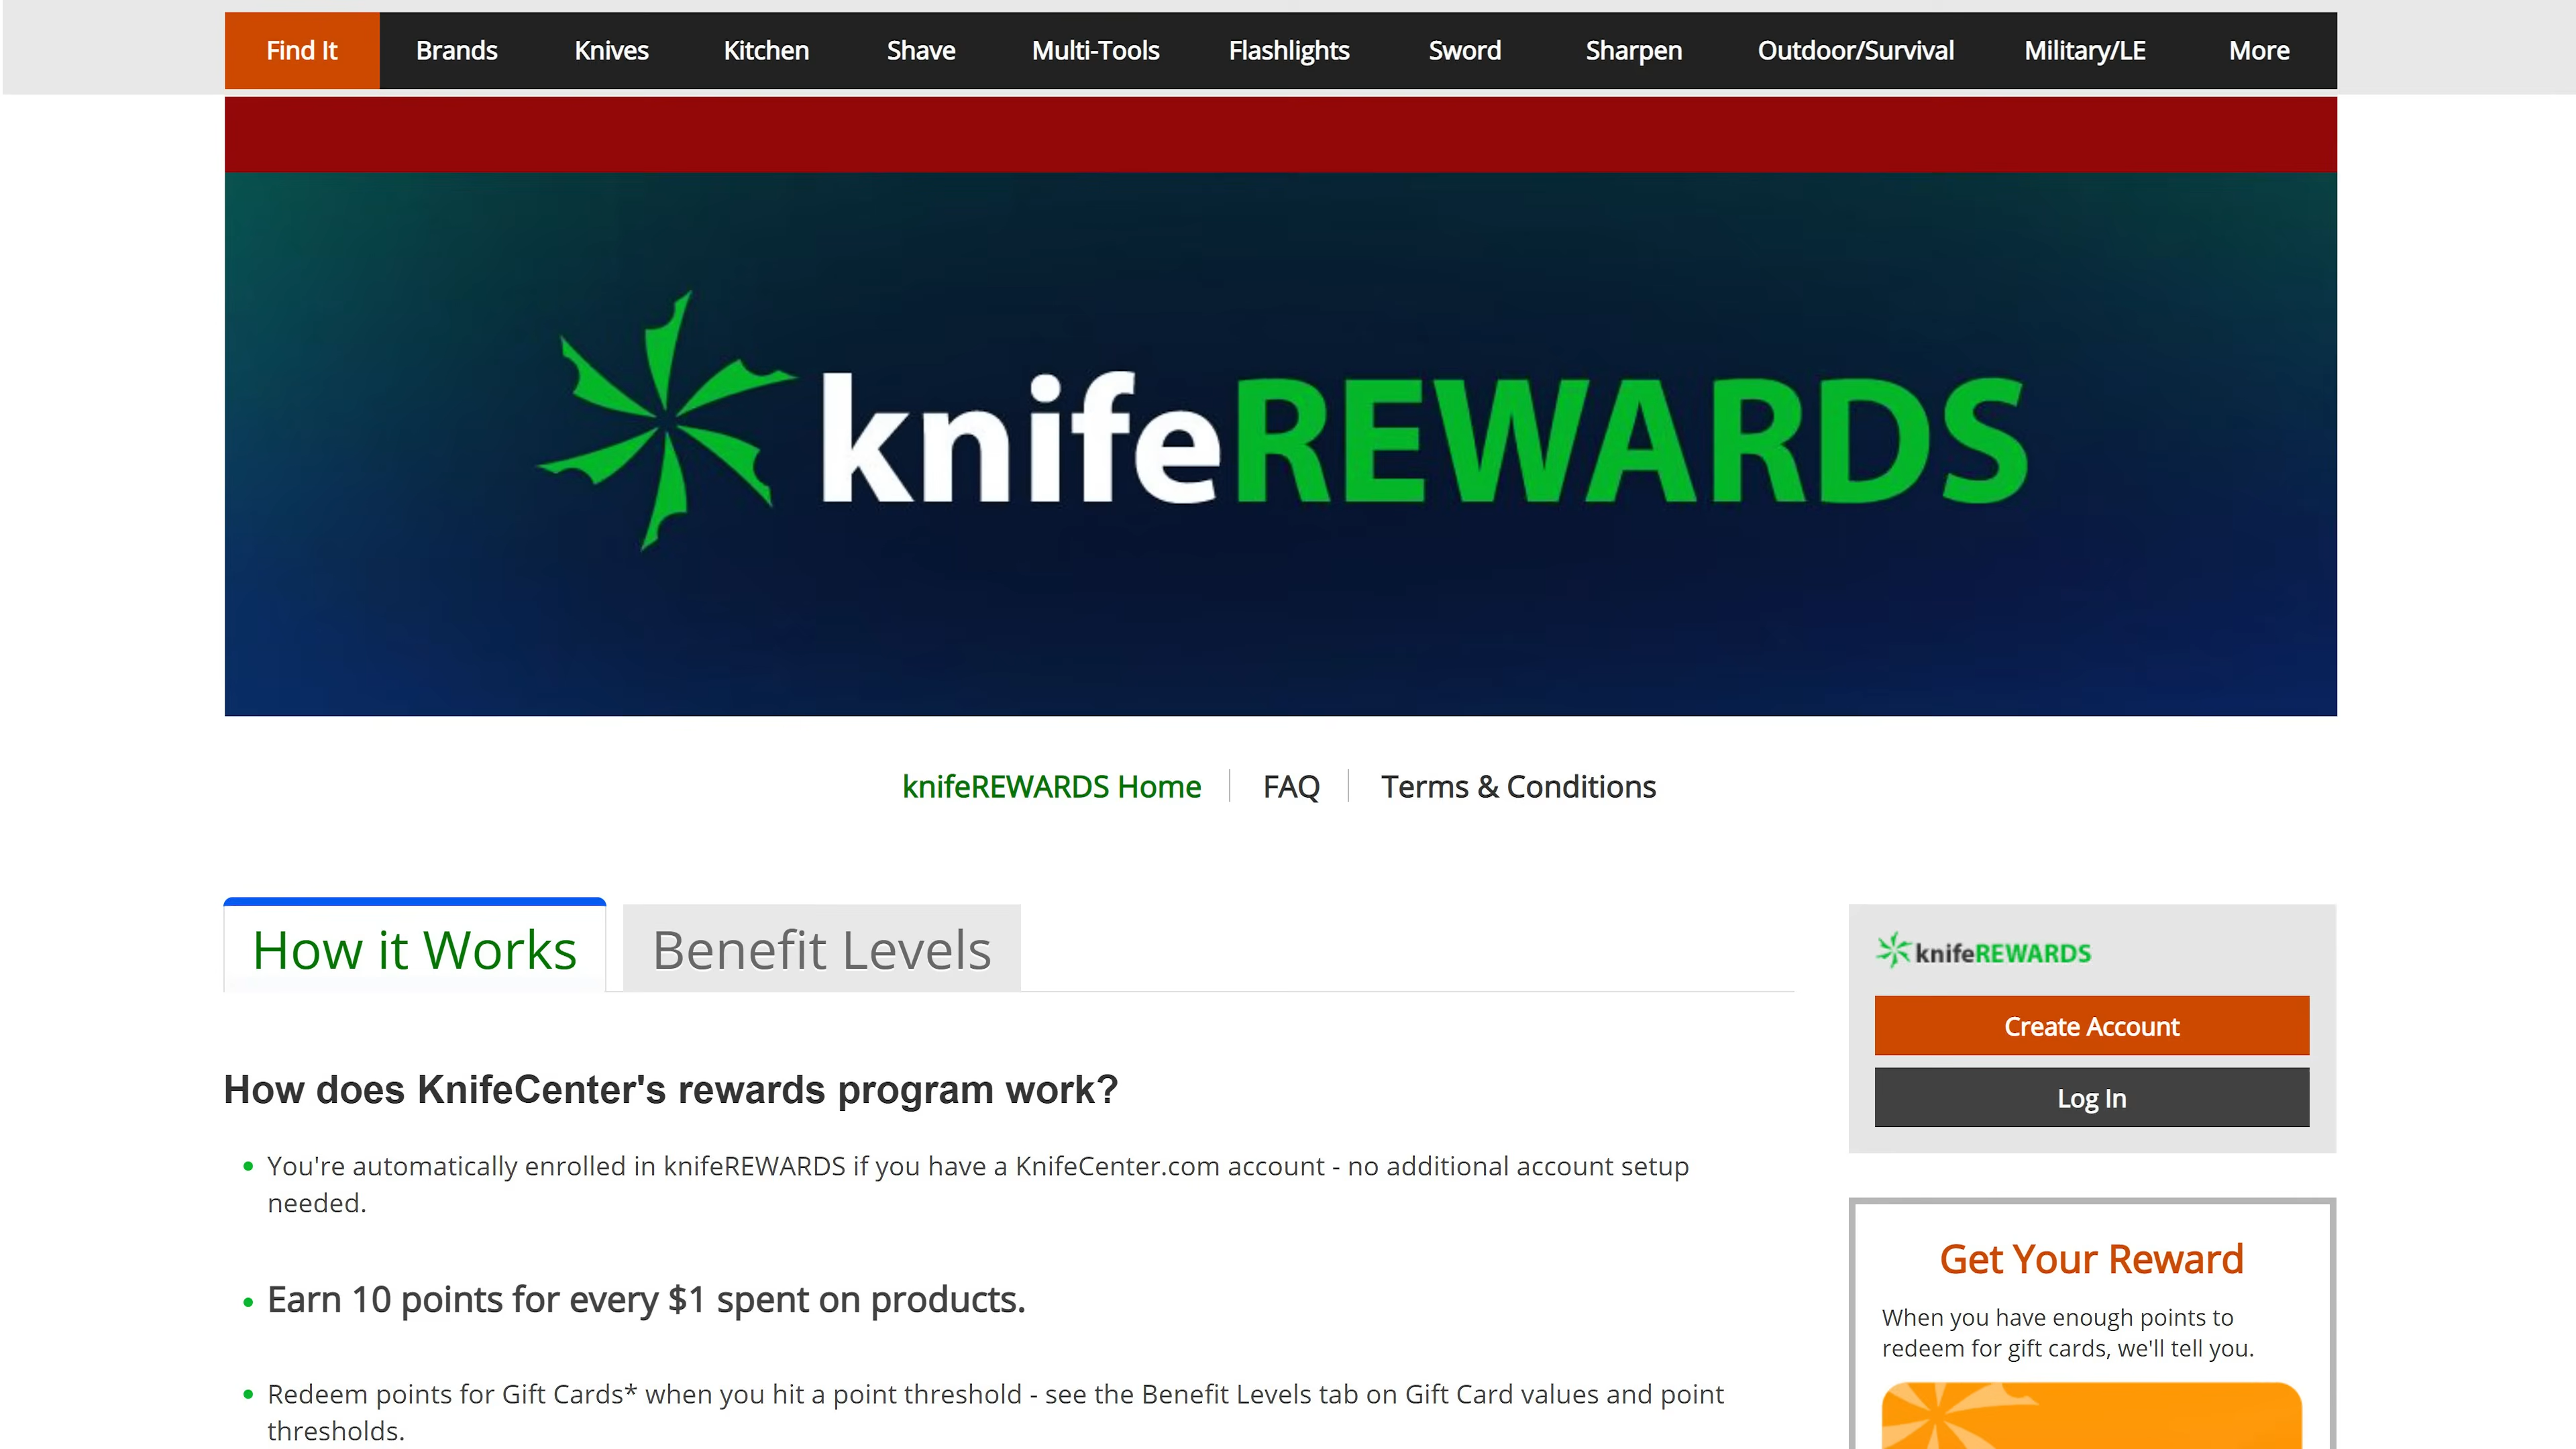 Find It Brands Knives Kitchen Shave Multi-Tools Flashlights Sword Sharpen Outdoor/Survival Military/LE More
knifeREWARDS
knifeREWARDS Home FAQ Terms & Conditions
How it Works Benefit Levels
How does KnifeCenter's rewards program work?
You're automatically enrolled in knifeREWARDS if you have a KnifeCenter.com account - no additional account setup
needed.
Earn 10 points for every $1 spent on products.
Redeem points for Gift Cards* when you hit a point threshold - see the Benefit Levels tab on Gift Card values and point
thresholds.
knifeREWARDS
Create Account
Log In
Get Your Reward
When you have enough points to
redeem for gift cards, we'll tell you.